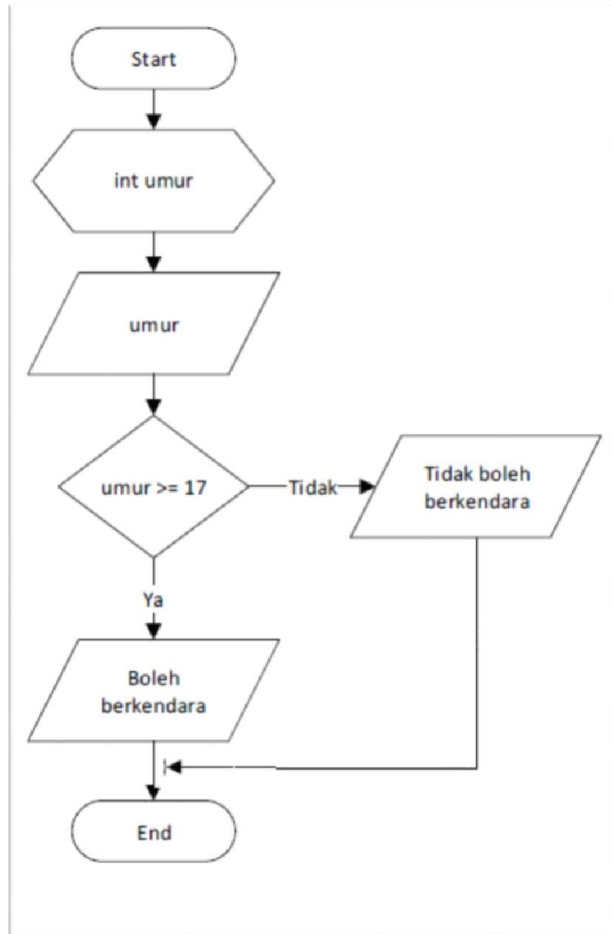 Start
int umur
umur
umur >= 17
Tidak
Tidak boleh
berkendara
Ya
Boleh
berkendara
End